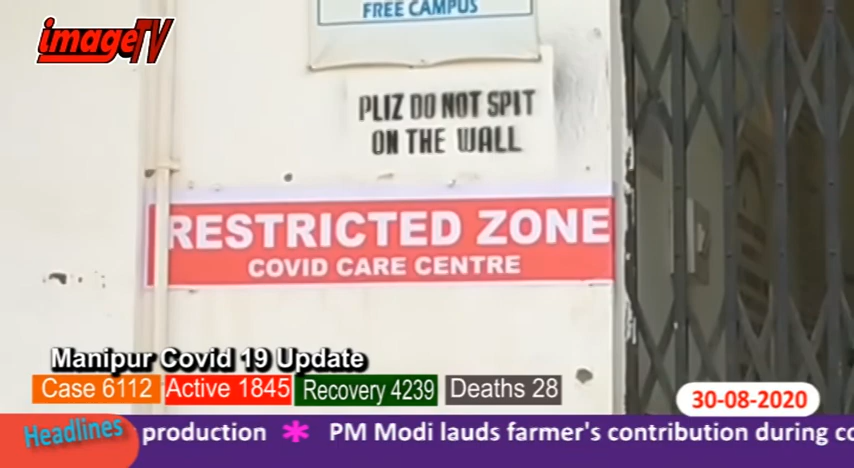 imageTV
FREE CAMPUS
PLIZ DO NOT SPIT
ON THE WALL
RESTRICTED ZONE
COVID CARE CENTRE
Manipur Covid 19 Update
Case 6112 Active 1845 Recovery 4239 Deaths 28
30-08-2020
Headlines production * PM Modi lauds farmer's contribution during co